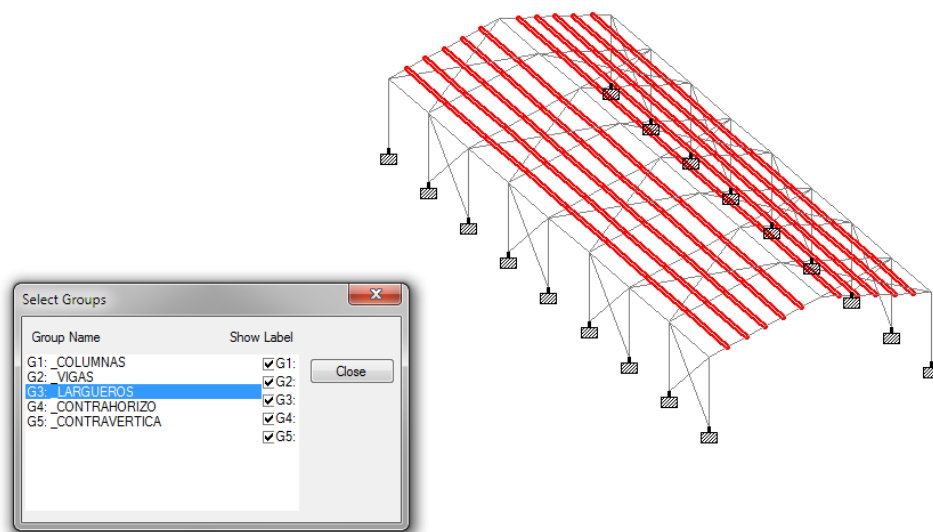 Select Groups
Group Name Show Label
G1: _COLUMNAS G1:
G2: _VIGAS G2:
G3: _LARGUEROS G3:
G4: _CONTRAHORIZO G4:
G5: _CONTRAVERTICA G5:
Close